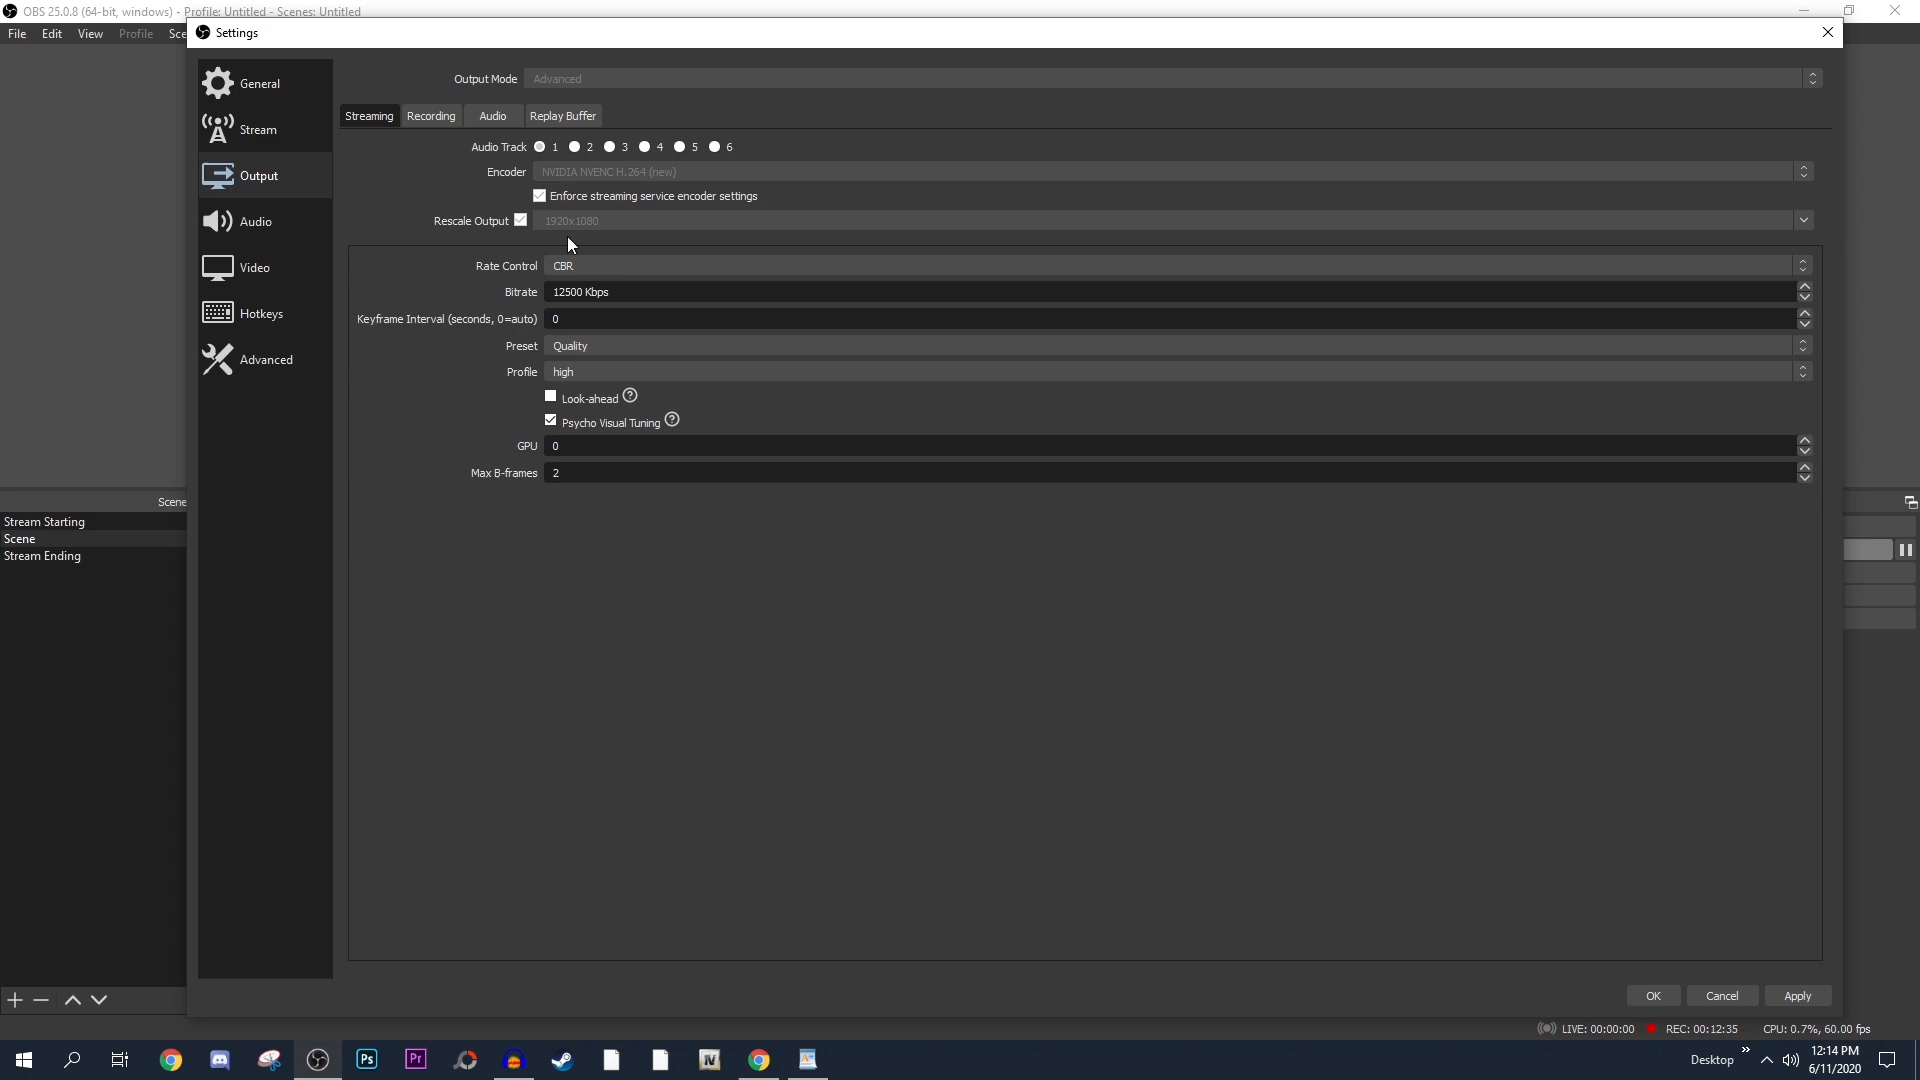 OBS 25.0.8 (64-bit, windows) - Profile: Untitled - Scenes: Untitled
File Edit View Profile Sce
Settings
General
Stream
Output
Audio
Video
Hotkeys
Advanced
Output Mode Advanced
Streaming Recording Audio Replay Buffer
Audio Track 1 2 3 4 5 6
Encoder NVIDIA NVENC H.264 (new)
Enforce streaming service encoder settings
Rescale Output 1920x1080
Rate Control CBR
Bitrate 12500 Kbps
Keyframe Interval (seconds, 0=auto) 0
Preset Quality
Profile high
Look-ahead ?
Psycho Visual Tuning ?
GPU 0
Max B-frames 2
Scene
Stream Starting
Scene
Stream Ending
OK Cancel Apply
LIVE: 00:00:00 REC: 00:12:35 CPU: 0.7%, 60.00 fps
Ps Pr IV
Desktop » 12:14 PM
6/11/2020